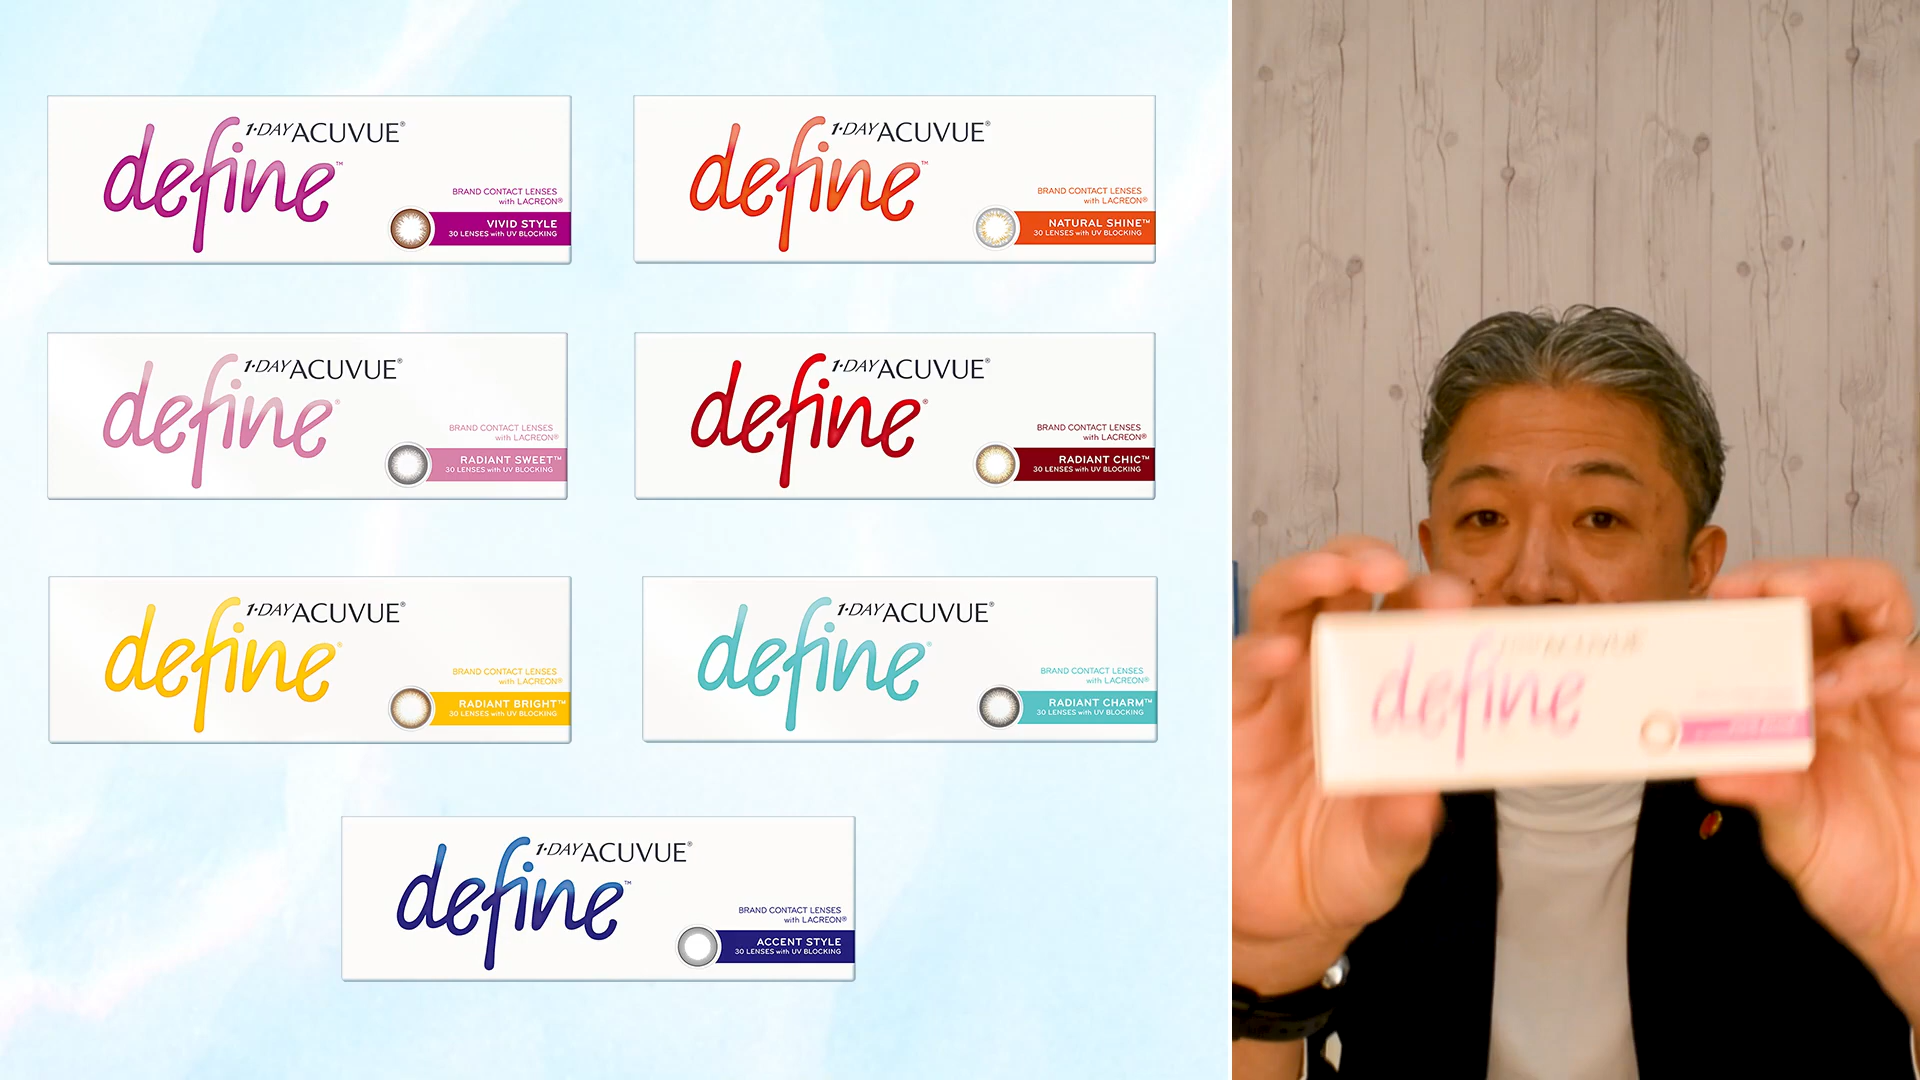 1·DAY ACUVUE®
define™
BRAND CONTACT LENSES
with LACREON®
VIVID STYLE
30 LENSES with UV BLOCKING
1·DAY ACUVUE®
define™
BRAND CONTACT LENSES
with LACREON®
NATURAL SHINE™
30 LENSES with UV BLOCKING
1·DAY ACUVUE®
define®
BRAND CONTACT LENSES
with LACREON®
RADIANT SWEET™
30 LENSES with UV BLOCKING
1·DAY ACUVUE®
define®
BRAND CONTACT LENSES
with LACREON®
RADIANT CHIC™
30 LENSES with UV BLOCKING
1·DAY ACUVUE®
define®
BRAND CONTACT LENSES
with LACREON®
RADIANT BRIGHT™
30 LENSES with UV BLOCKING
1·DAY ACUVUE®
define®
BRAND CONTACT LENSES
with LACREON®
RADIANT CHARM™
30 LENSES with UV BLOCKING
1·DAY ACUVUE®
define™
BRAND CONTACT LENSES
with LACREON®
ACCENT STYLE
30 LENSES with UV BLOCKING
define